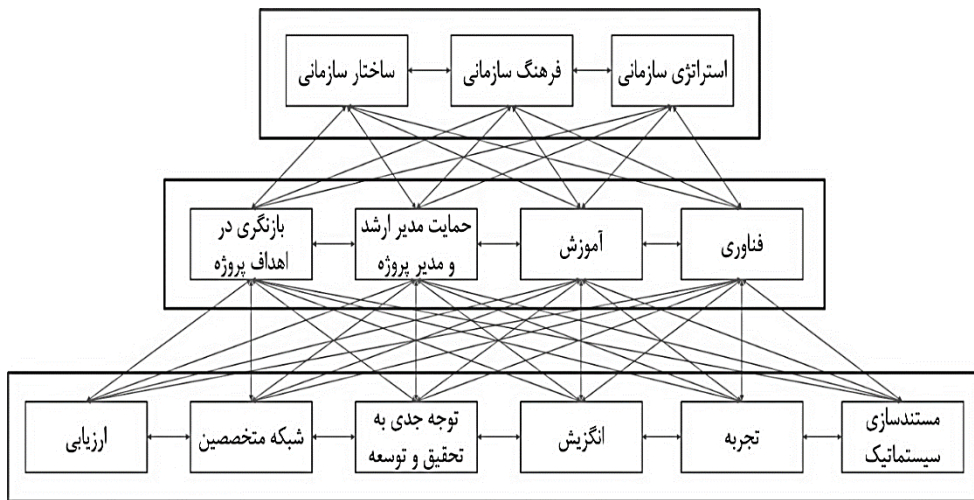 استراتژی سازمانی
فرهنگ سازمانی
ساختار سازمانی
فناوری
آموزش
حمایت مدیر ارشد
و مدیر پروژه
بازنگری در
اهداف پروژه
مستندسازی
سیستماتیک
تجربه
انگزیش
توجه جدی به
تحقیق و توسعه
شبکه متخصصین
ارزیابی